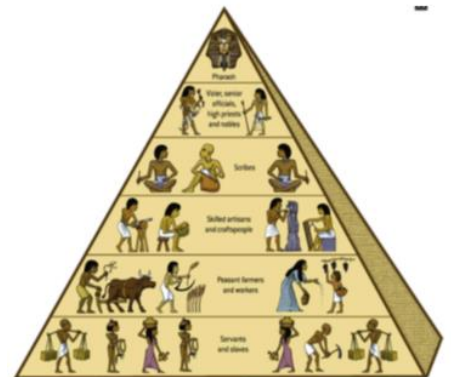 Pharaoh
Vizier, senior
officials,
high priests
and nobles
Scribes
Skilled artisans
and craftspeople
Peasant farmers
and workers
Servants
and slaves